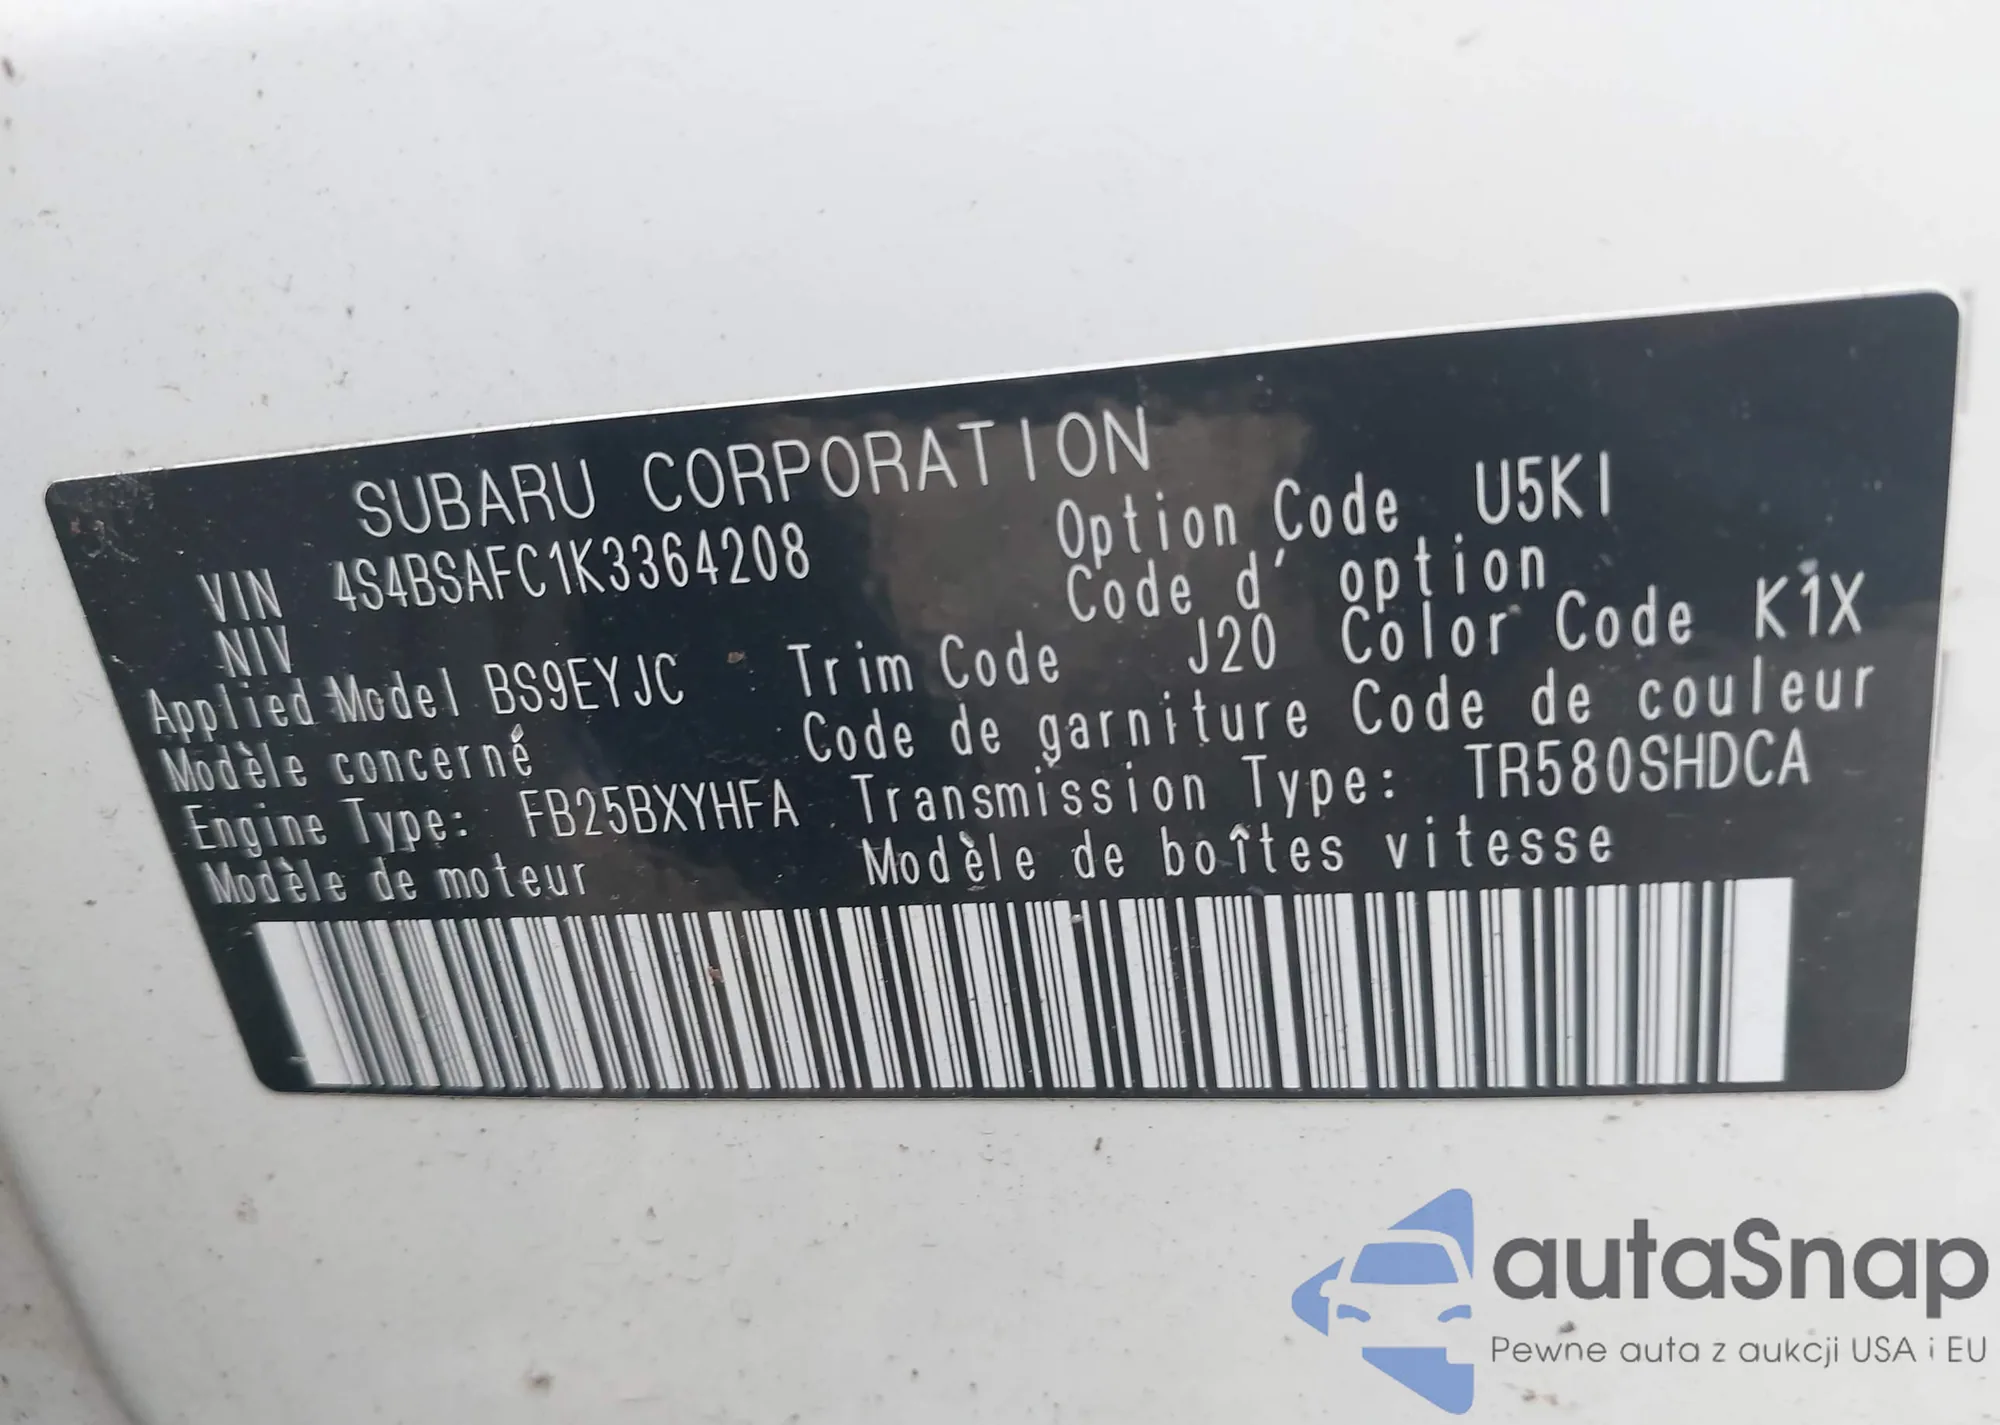 SUBARU CORPORATION
VIN 4S4BSAFC1K3364208 Option Code U5KI
NIV Code d' option
Applied Model BS9EYJC Trim Code J20 Color Code K1X
Modèle concerné Code de garniture Code de couleur
Engine Type: FB25BXYHFA Transmission Type: TR580SHDCA
Modèle de moteur Modèle de boîtes vitesse
autaSnap
Pewne auta z aukcji USA i EU